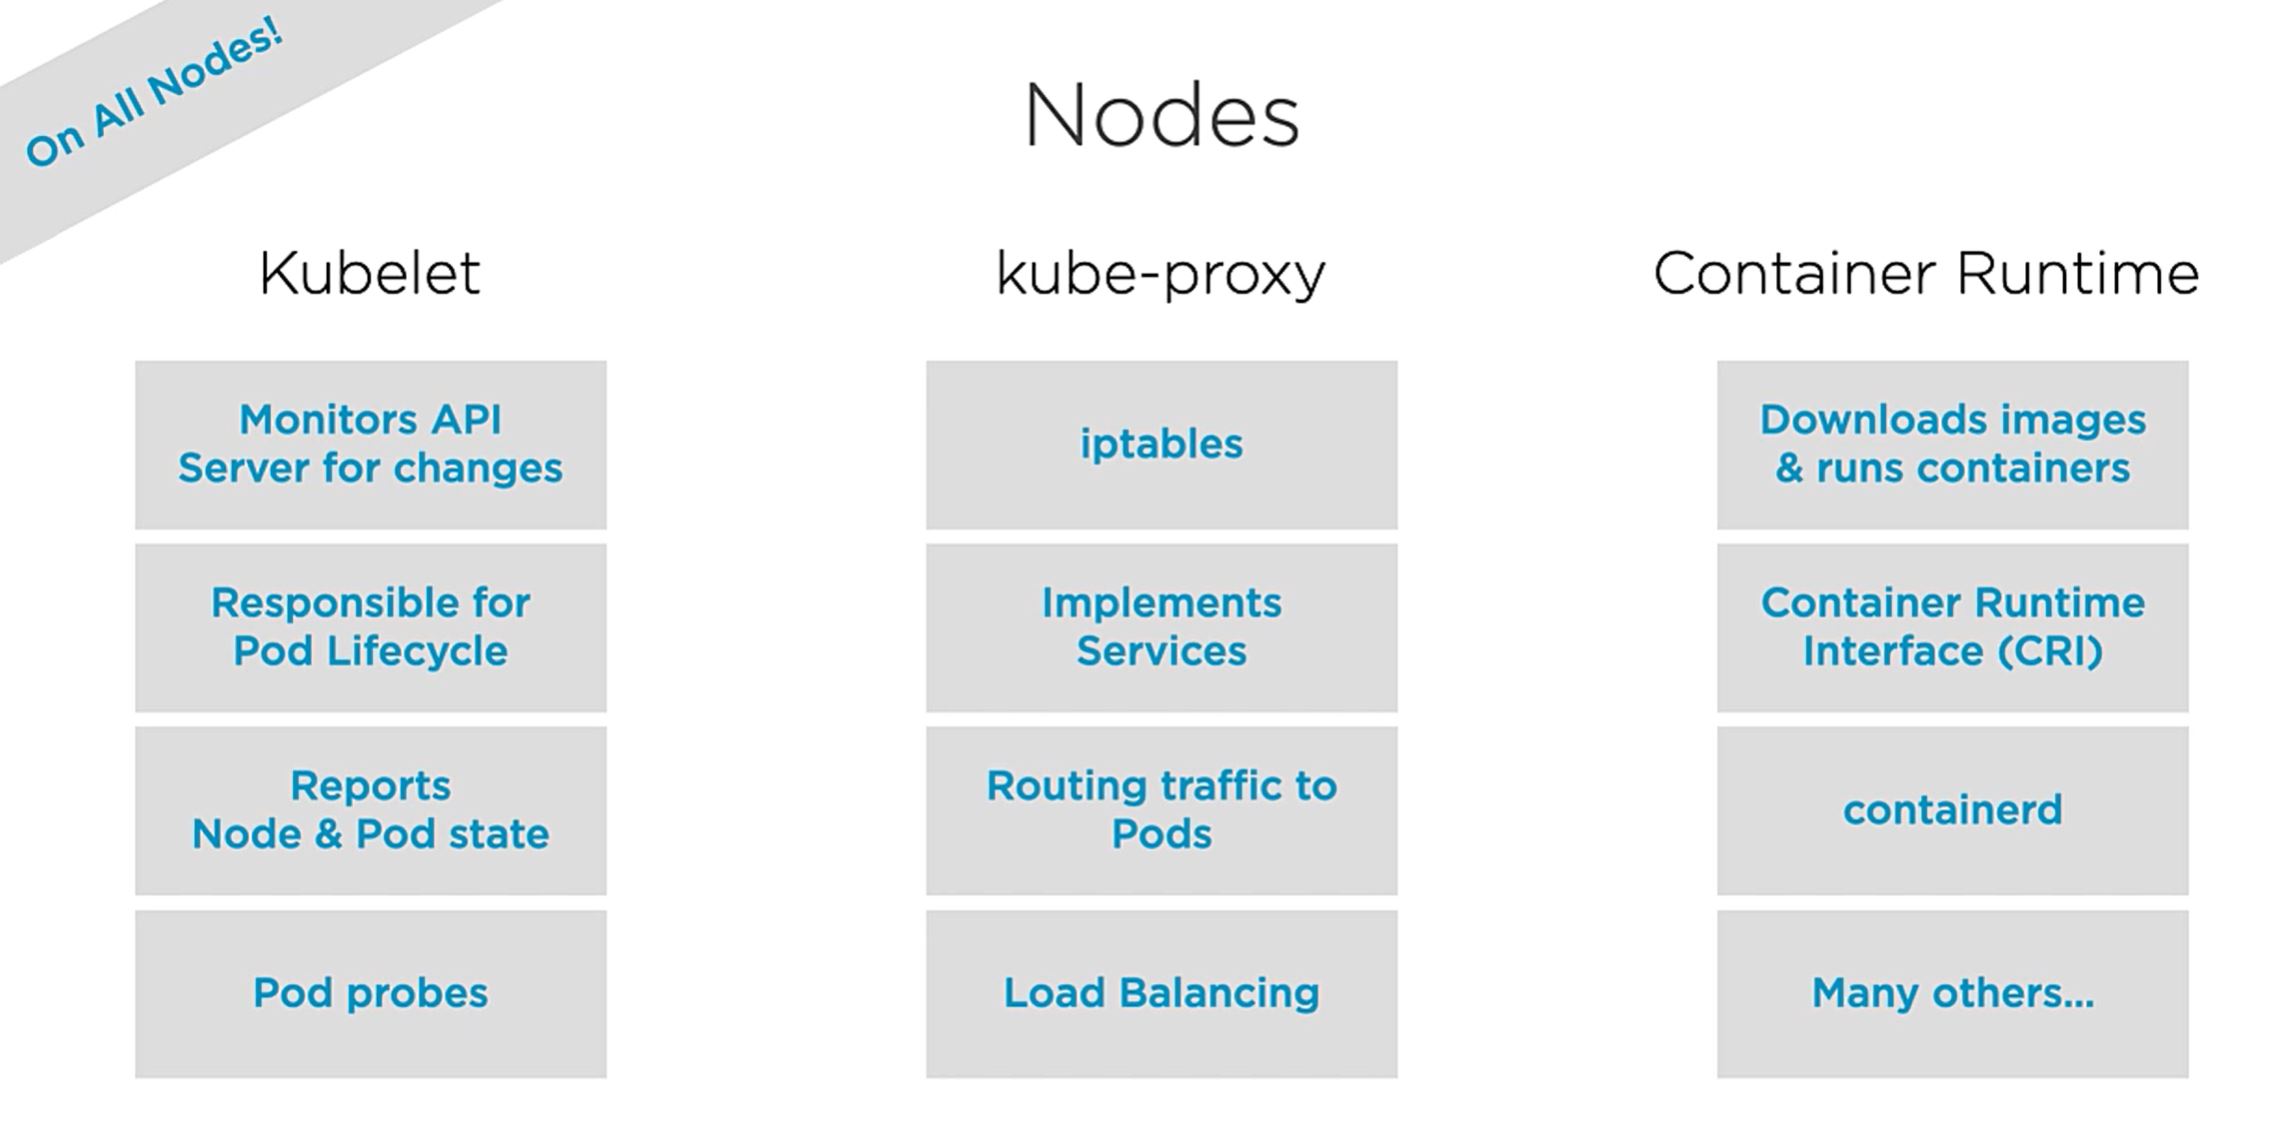 On All Nodes!
Nodes
Kubelet
Monitors API
Server for changes
Responsible for
Pod Lifecycle
Reports
Node & Pod state
Pod probes
kube-proxy
iptables
Implements
Services
Routing traffic to
Pods
Load Balancing
Container Runtime
Downloads images
& runs containers
Container Runtime
Interface (CRI)
containerd
Many others...